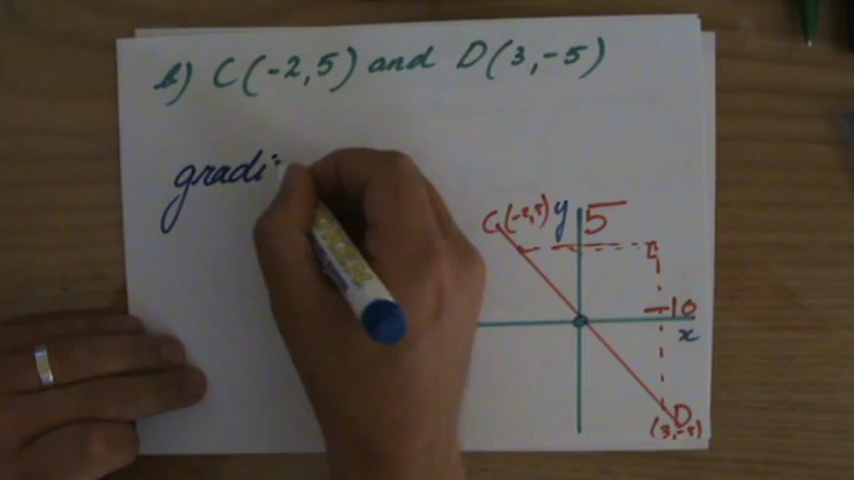 b) C(-2,5) and D(3,-5)
gradi
C(-2,5) y 5
-10
x
D
(3,-5)